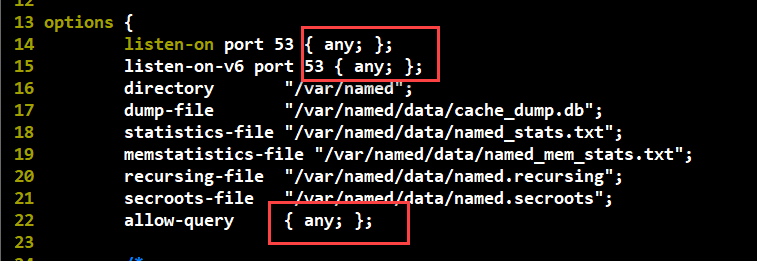 13 options {
14 listen-on port 53 { any; };
15 listen-on-v6 port 53 { any; };
16 directory "/var/named";
17 dump-file "/var/named/data/cache_dump.db";
18 statistics-file "/var/named/data/named_stats.txt";
19 memstatistics-file "/var/named/data/named_mem_stats.txt";
20 recursing-file "/var/named/data/named.recursing";
21 secroots-file "/var/named/data/named.secroots";
22 allow-query { any; };
23